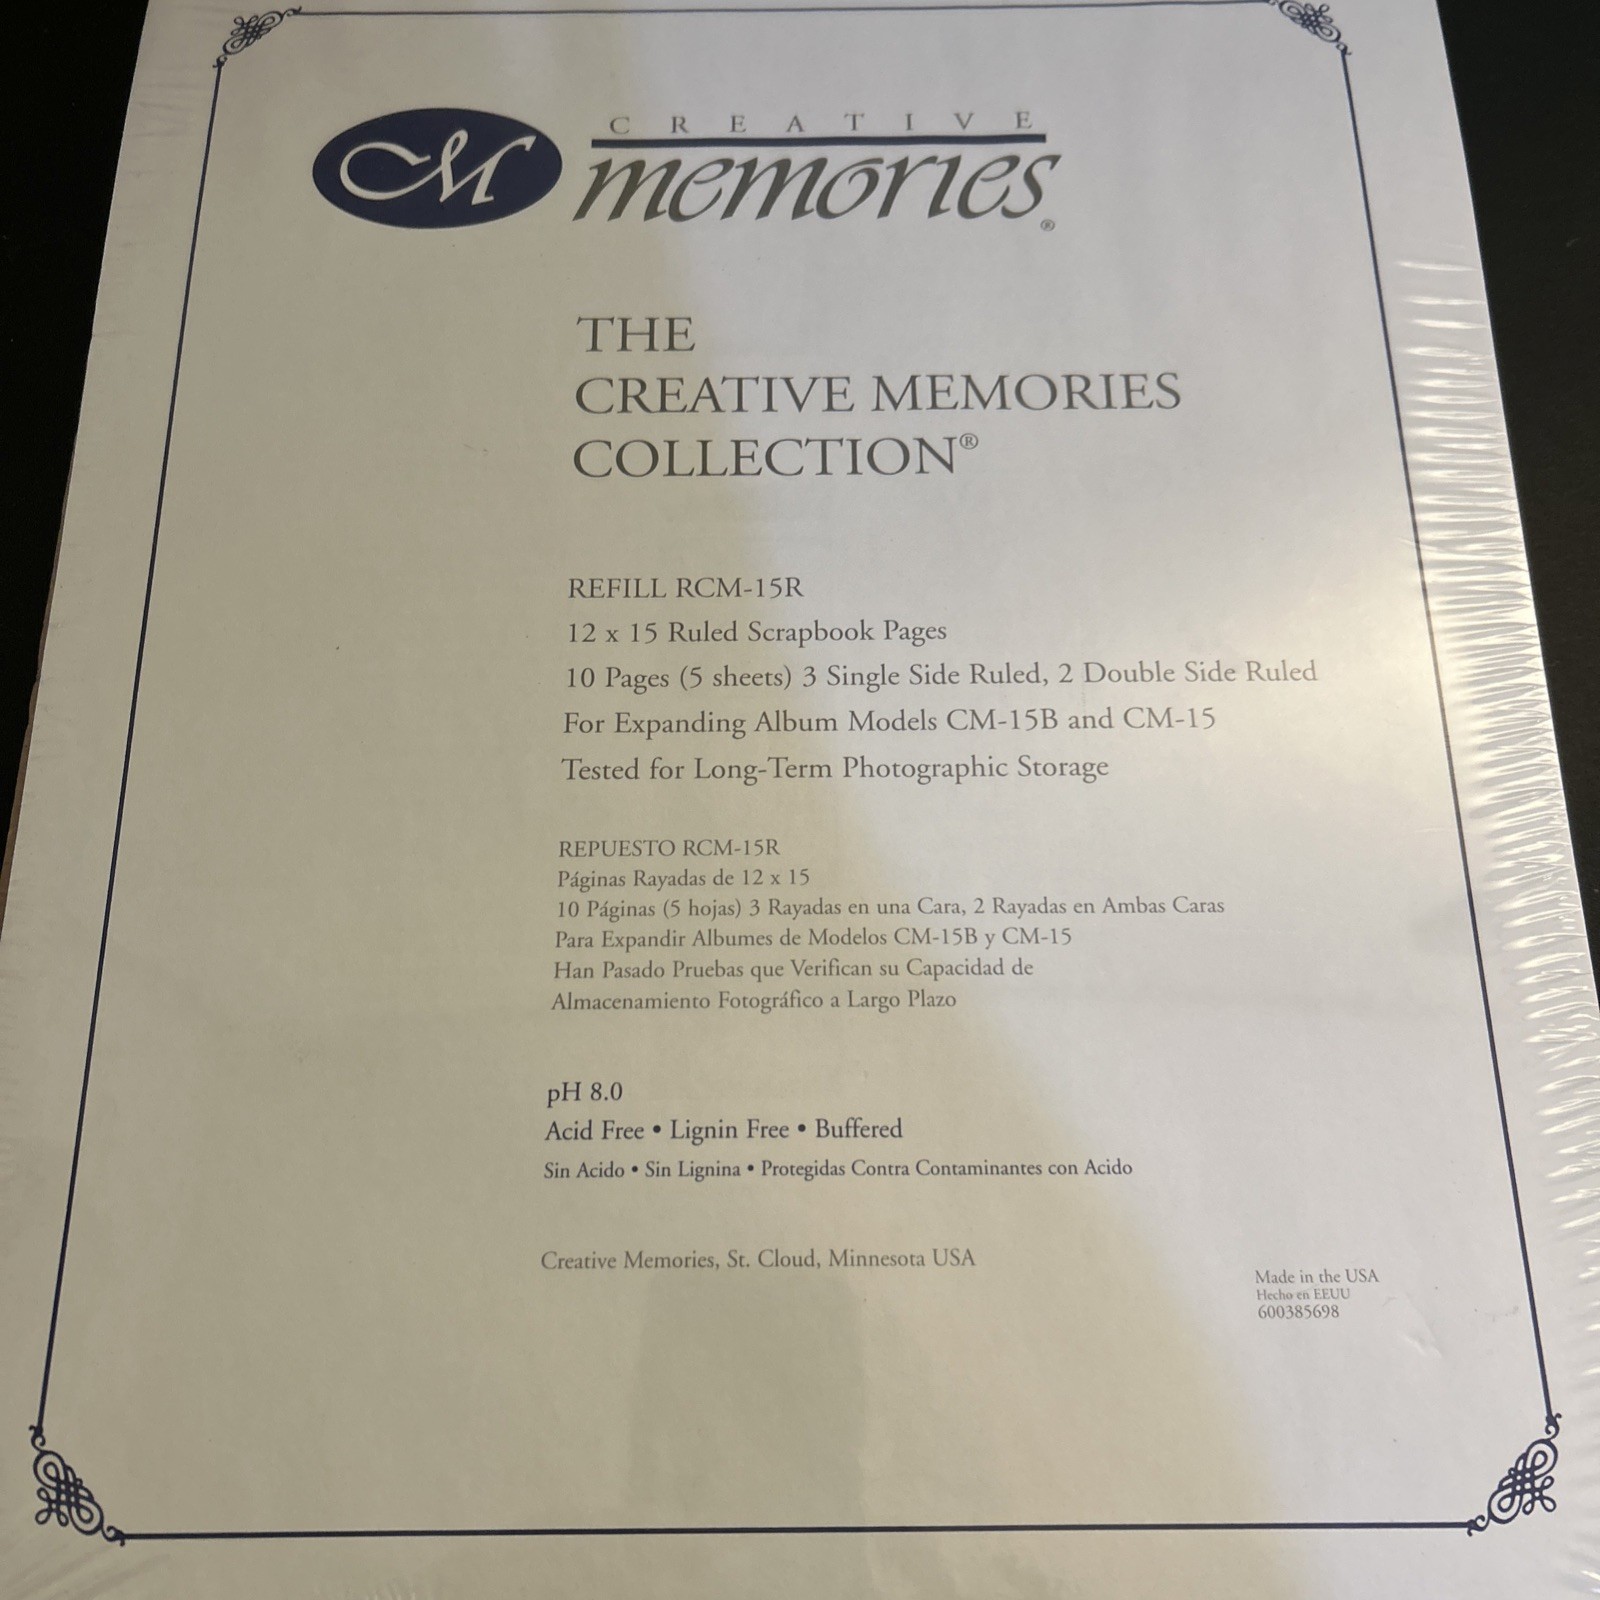 CM
CREATIVE
memories®
THE
CREATIVE MEMORIES
COLLECTION®
REFILL RCM-15R
12 x 15 Ruled Scrapbook Pages
10 Pages (5 sheets) 3 Single Side Ruled, 2 Double Side Ruled
For Expanding Album Models CM-15B and CM-15
Tested for Long-Term Photographic Storage
REPUESTO RCM-15R
Páginas Rayadas de 12 x 15
10 Páginas (5 hojas) 3 Rayadas en una Cara, 2 Rayadas en Ambas Caras
Para Expandir Albumes de Modelos CM-15B y CM-15
Han Pasado Pruebas que Verifican su Capacidad de
Almacenamiento Fotográfico a Largo Plazo
pH 8.0
Acid Free • Lignin Free • Buffered
Sin Acido • Sin Lignina • Protegidas Contra Contaminantes con Acido
Creative Memories, St. Cloud, Minnesota USA
Made in the USA
Hecho en EEUU
600385698